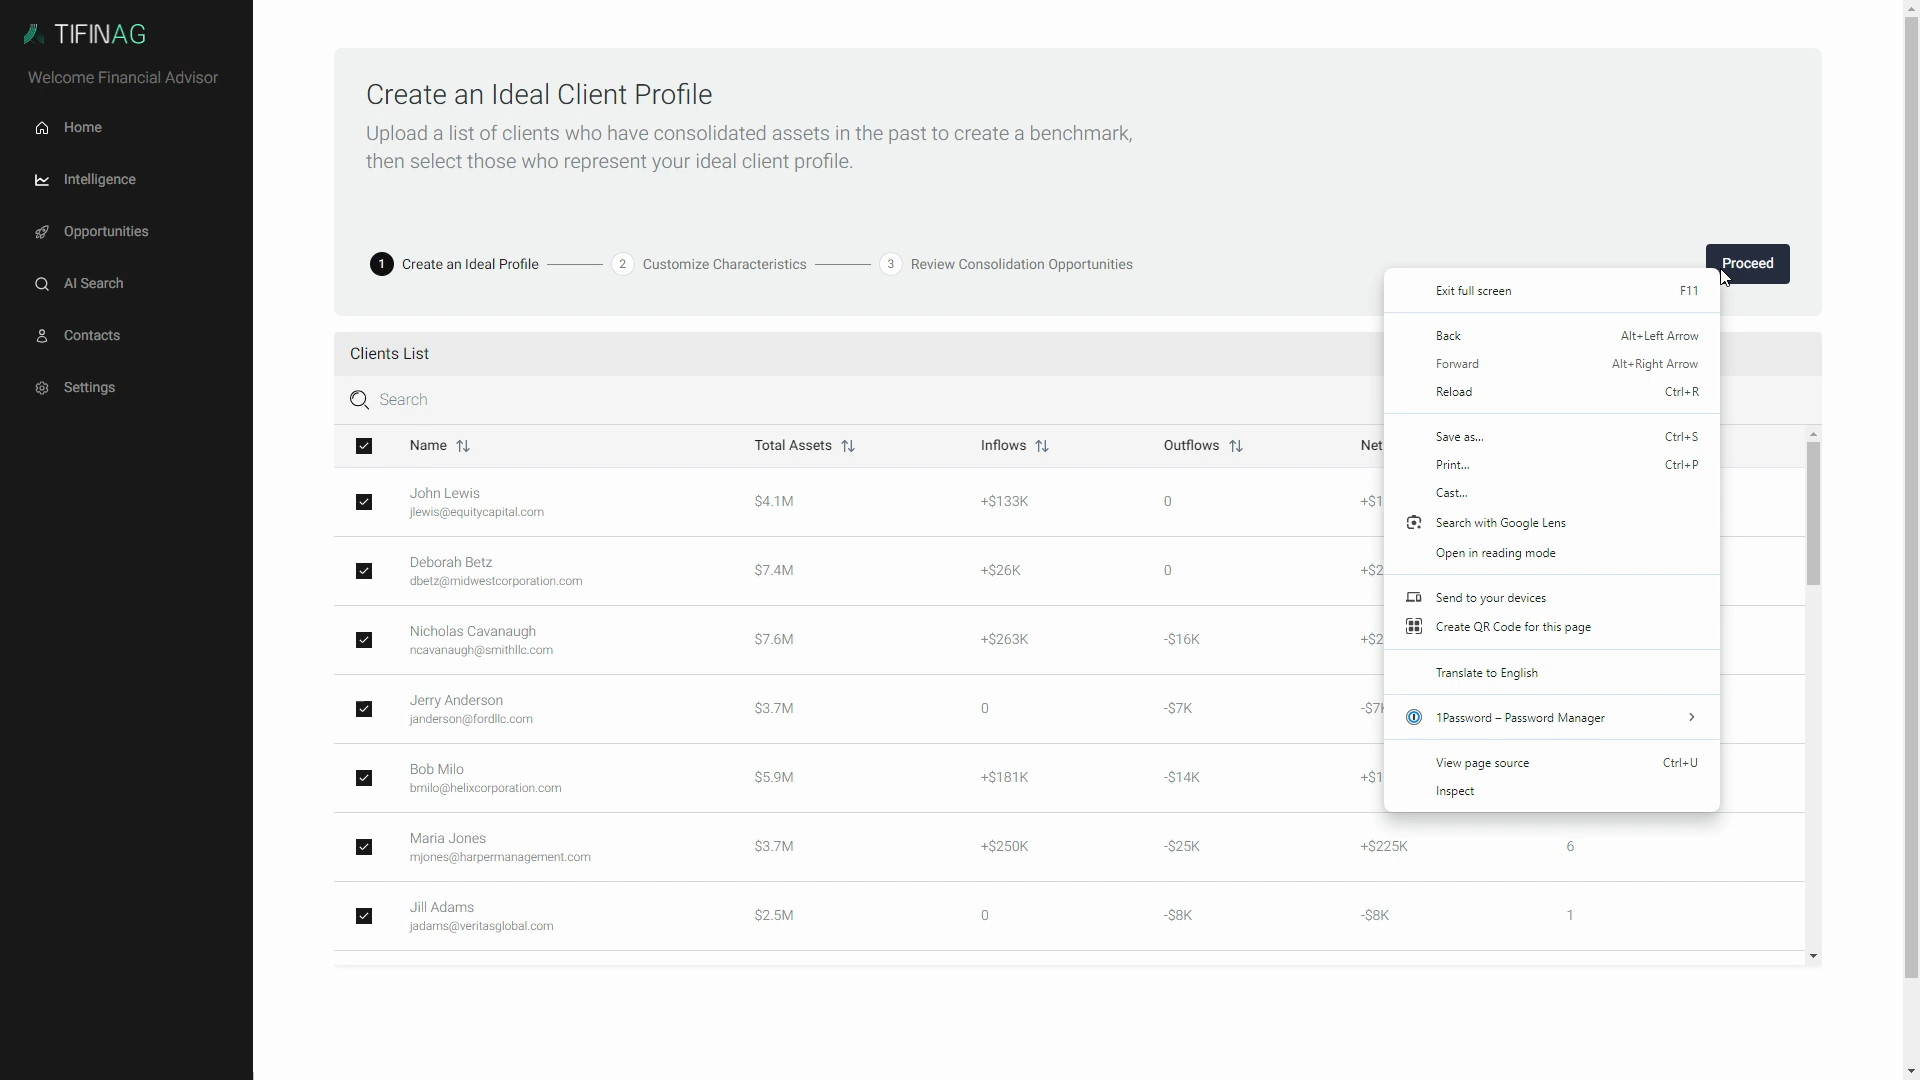 TIFINAG
Welcome Financial Advisor
Home
Intelligence
Opportunities
AI Search
Contacts
Settings
Create an Ideal Client Profile
Upload a list of clients who have consolidated assets in the past to create a benchmark,
then select those who represent your ideal client profile.
1 Create an Ideal Profile 2 Customize Characteristics 3 Review Consolidation Opportunities
Proceed
Clients List
Search
Name Total Assets Inflows Outflows Net
John Lewis
jlewis@equitycapital.com
$4.1M +$133K 0 +$1
Deborah Betz
dbetz@midwestcorporation.com
$7.4M +$26K 0 +$2
Nicholas Cavanaugh
ncavanaugh@smithllc.com
$7.6M +$263K -$16K +$2
Jerry Anderson
janderson@fordllc.com
$3.7M 0 -$7K -$7K
Bob Milo
bmilo@helixcorporation.com
$5.9M +$181K -$14K +$1
Maria Jones
mjones@harpermanagement.com
$3.7M +$250K -$25K +$225K 6
Jill Adams
jadams@veritasglobal.com
$2.5M 0 -$8K -$8K 1
Exit full screen F11
Back Alt+Left Arrow
Forward Alt+Right Arrow
Reload Ctrl+R
Save as... Ctrl+S
Print... Ctrl+P
Cast...
Search with Google Lens
Open in reading mode
Send to your devices
Create QR Code for this page
Translate to English
1Password – Password Manager
View page source Ctrl+U
Inspect